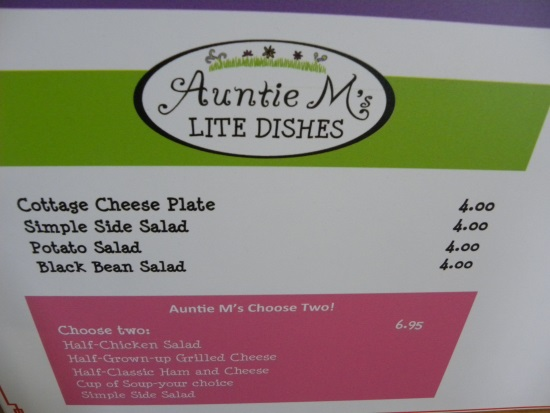 Auntie M's
LITE DISHES
Cottage Cheese Plate 4.00
Simple Side Salad 4.00
Potato Salad 4.00
Black Bean Salad 4.00
Auntie M's Choose Two!
Choose two: 6.95
Half-Chicken Salad
Half-Grown-up Grilled Cheese
Half-Classic Ham and Cheese
Cup of Soup-your choice
Simple Side Salad